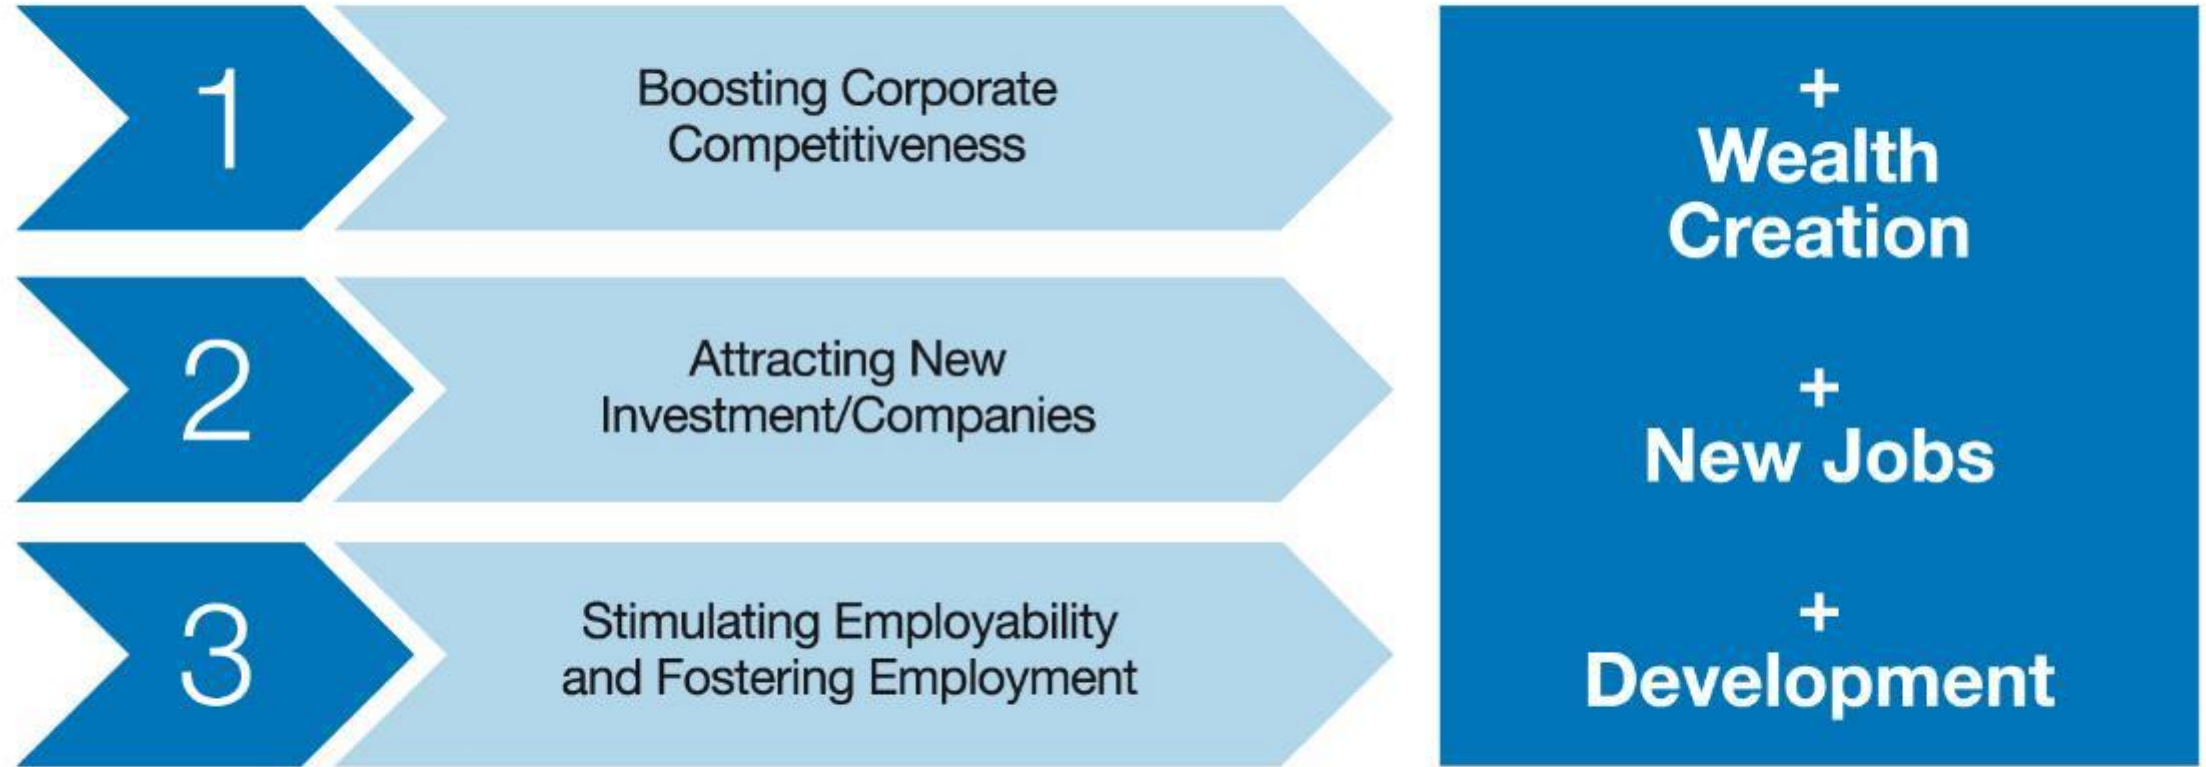 1
Boosting Corporate
Competitiveness
2
Attracting New
Investment/Companies
3
Stimulating Employability
and Fostering Employment
+
Wealth
Creation
+
New Jobs
+
Development